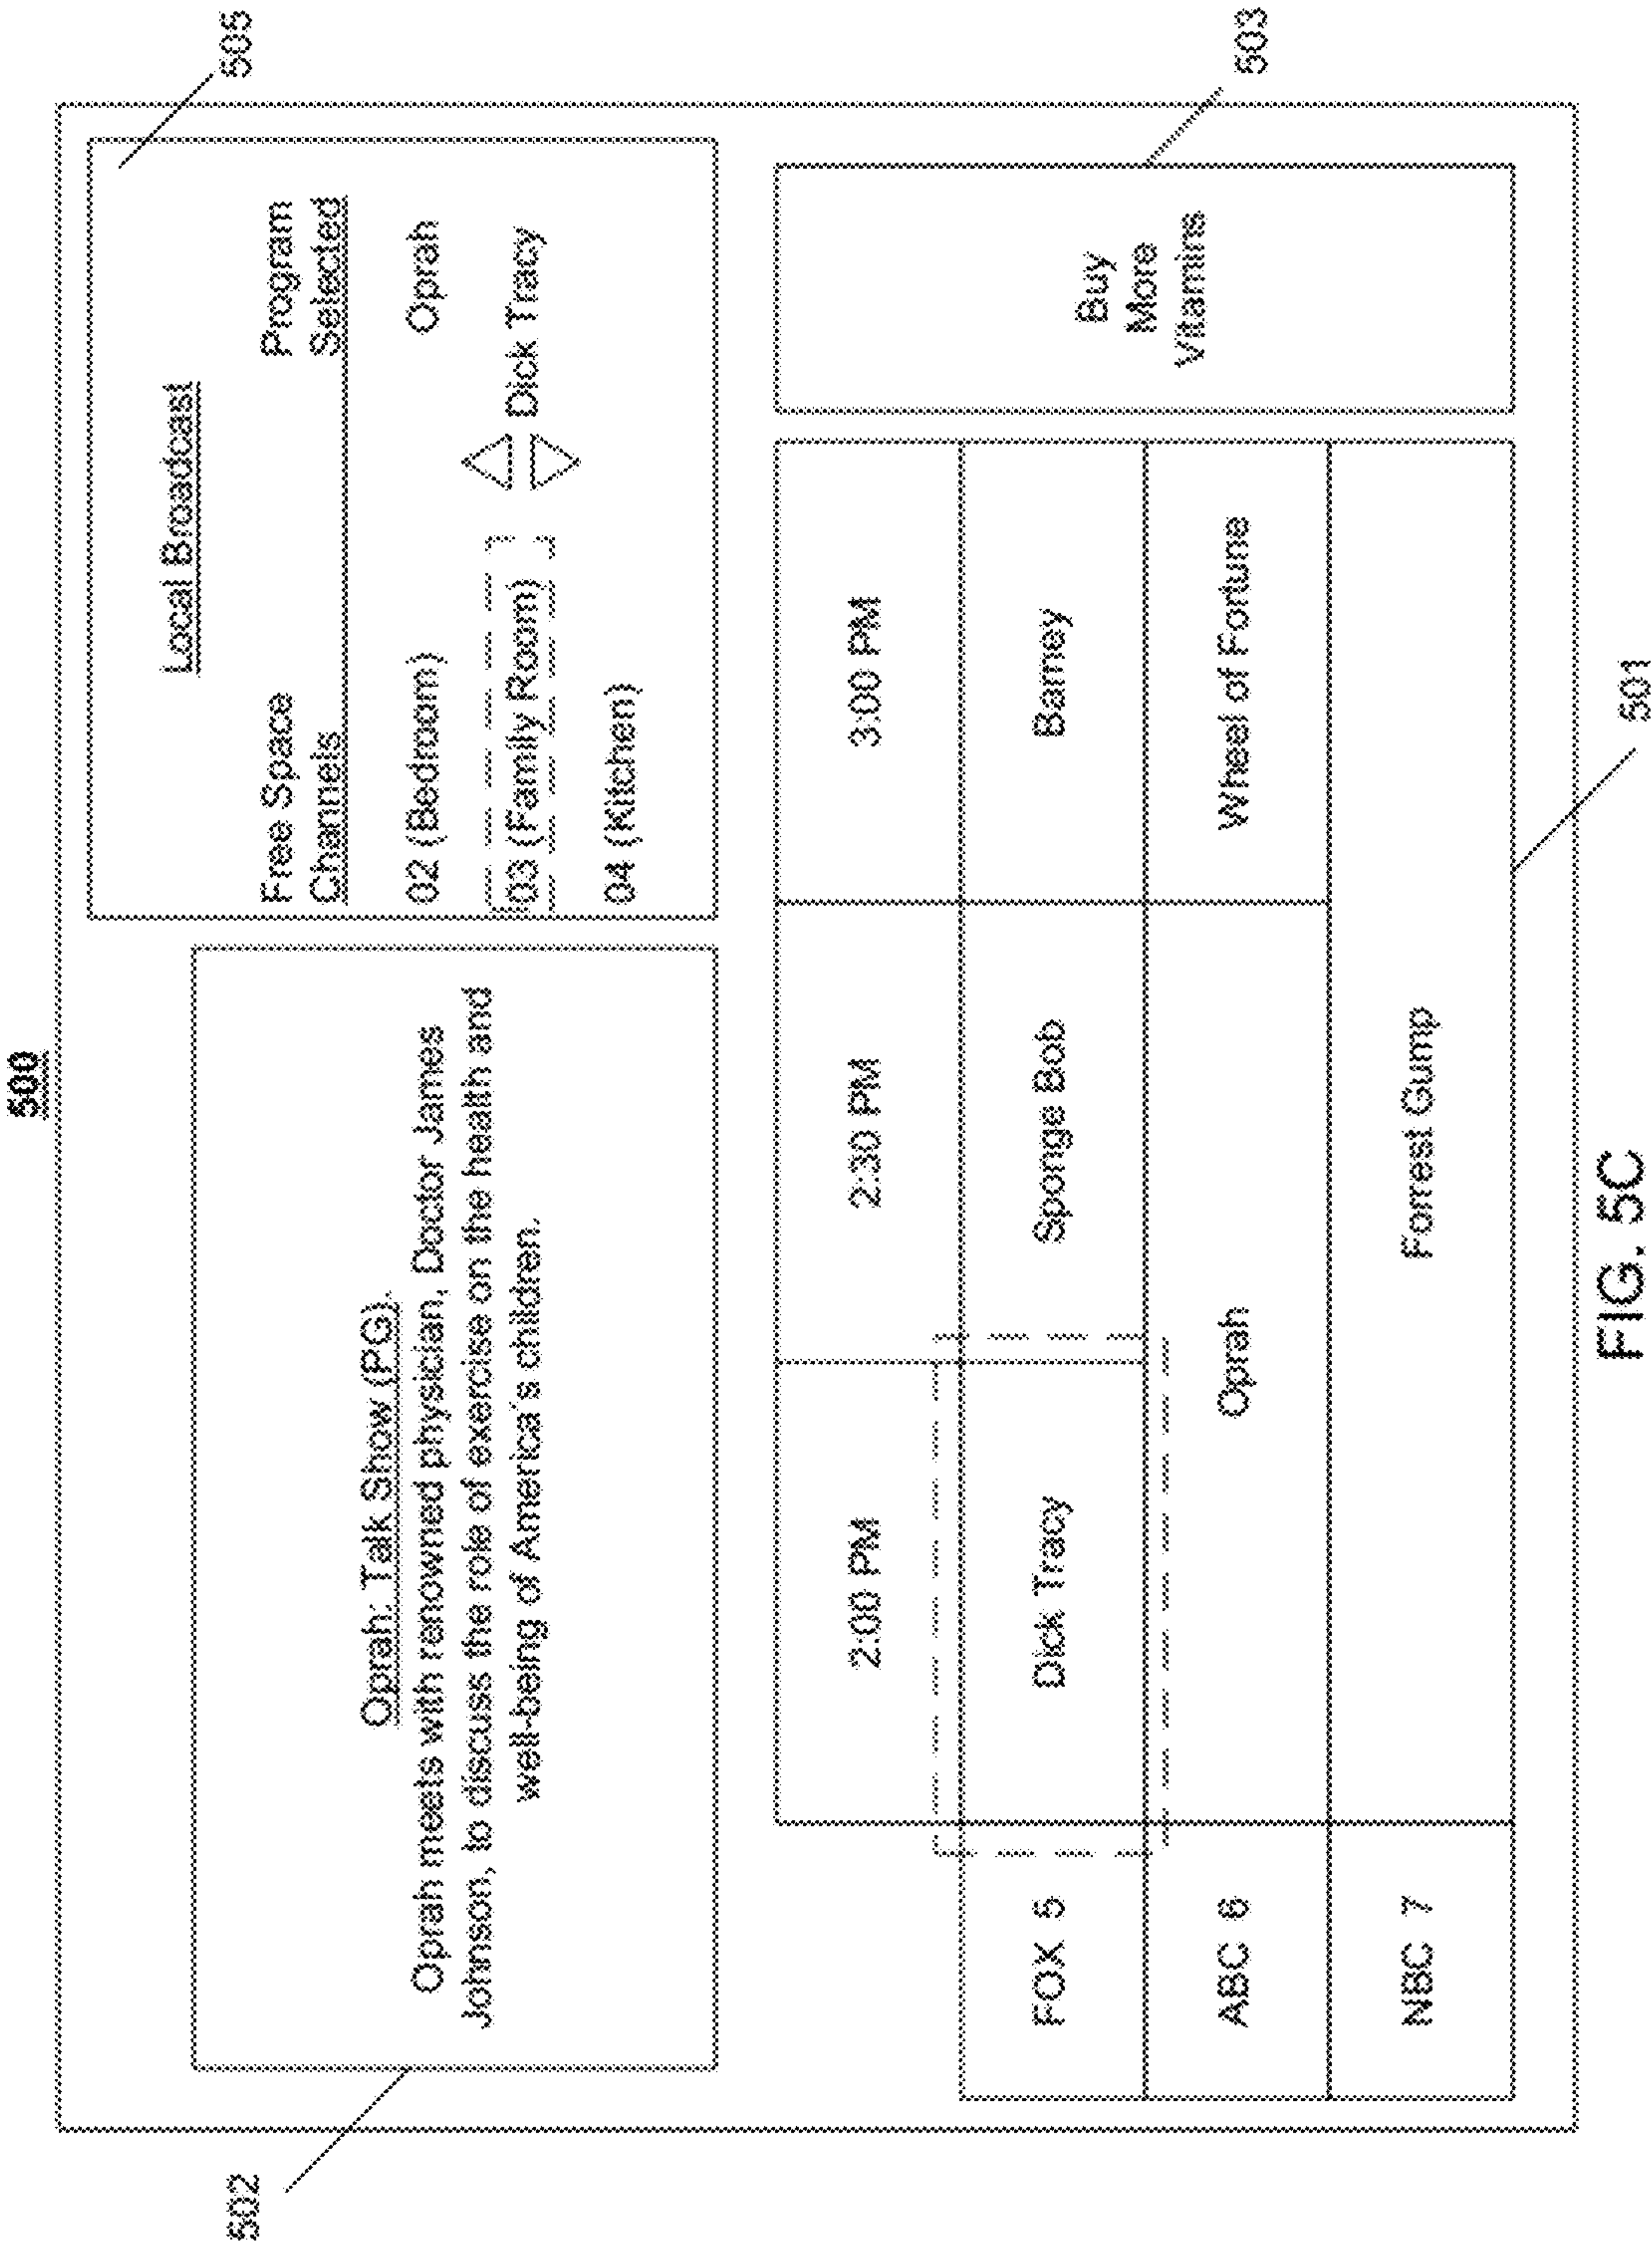 500
502
Oprah: Talk Show (PG).
Oprah meets with renowned physician, Doctor James
Johnson, to discuss the role of exercise on the health and
well-being of America's children.
505
Local Broadcast
Free Space
Channels
Program
Selected
02 (Bedroom)
Oprah
03 (Family Room)
Dick Tracy
04 (Kitchen)
2:00 PM
2:30 PM
3:00 PM
FOX 5
Dick Tracy
Sponge Bob
Barney
ABC 6
Oprah
Wheel of Fortune
NBC 7
Forrest Gump
Buy
More
Vitamins
503
501
FIG. 5C